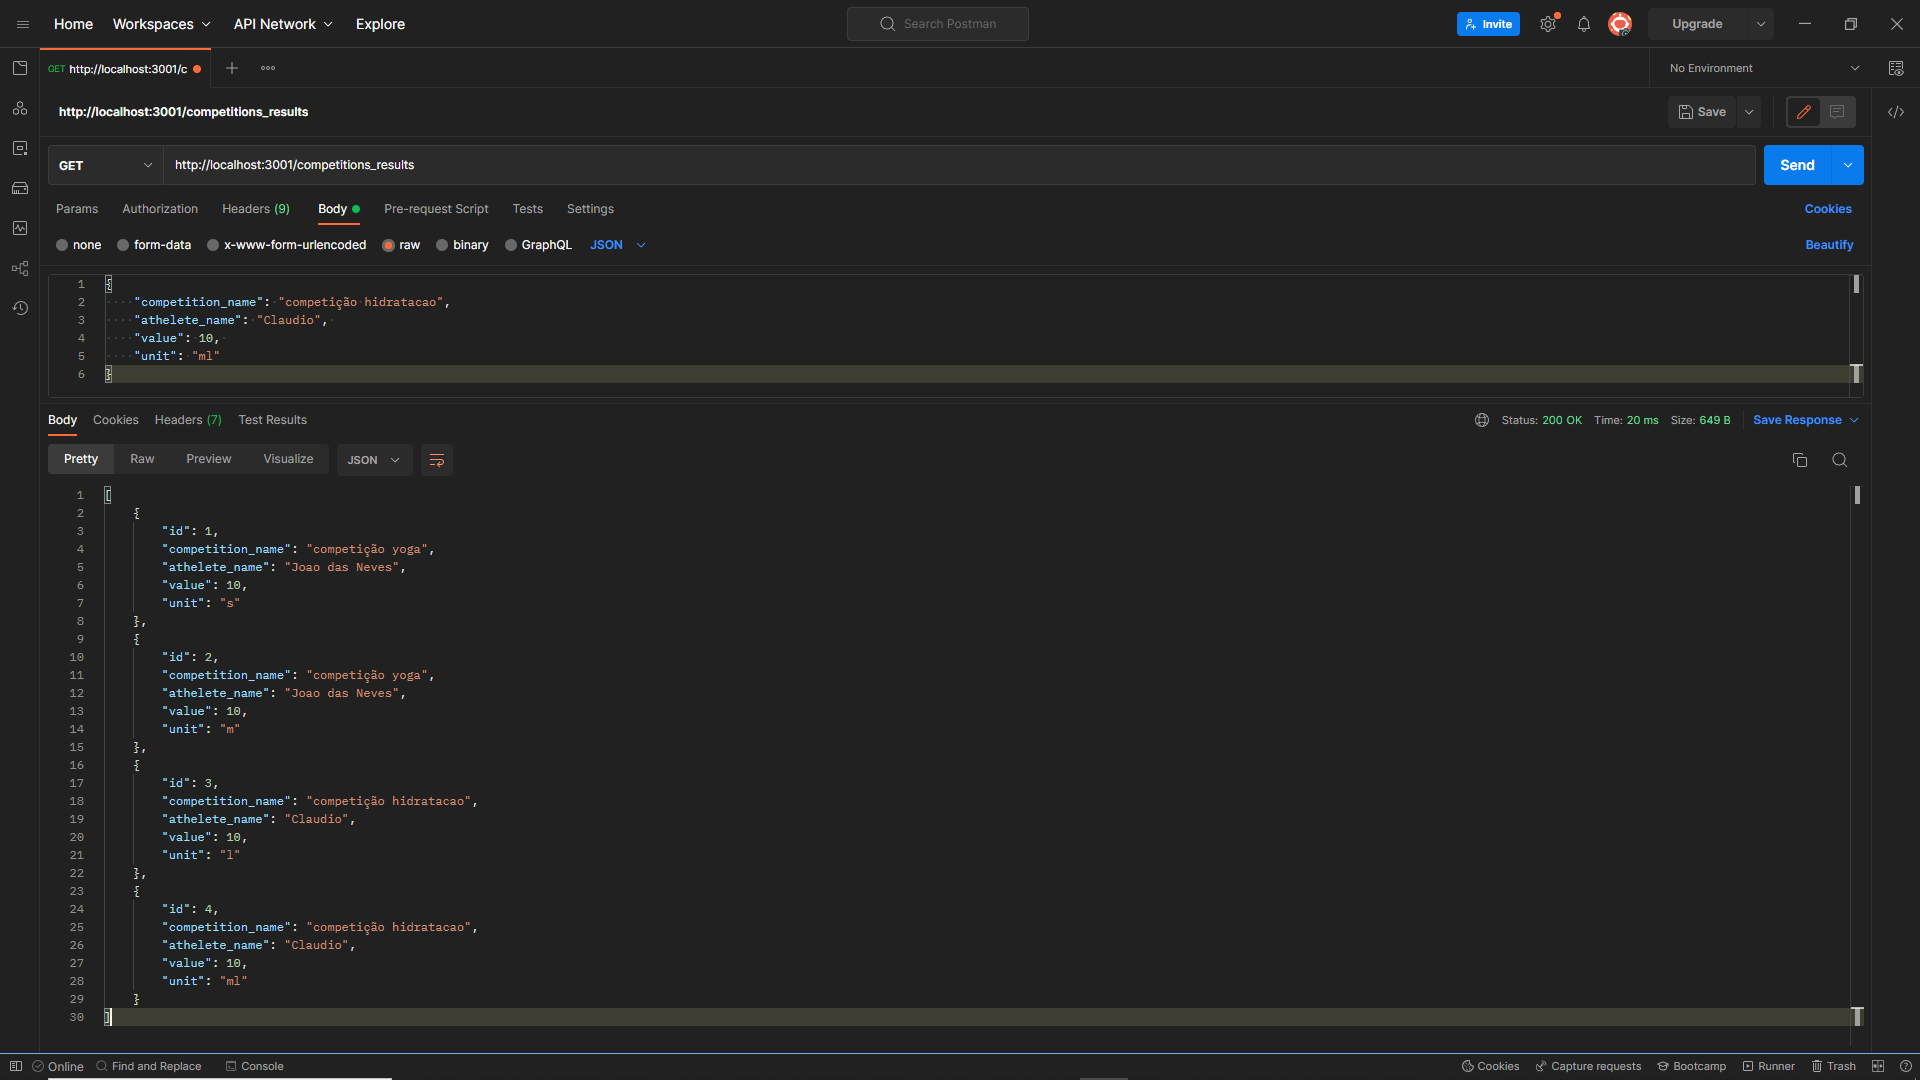 Home Workspaces API Network Explore Search Postman Invite Upgrade
GET http://localhost:3001/c No Environment
http://localhost:3001/competitions_results Save
GET http://localhost:3001/competitions_results Send
Params Authorization Headers (9) Body Pre-request Script Tests Settings Cookies
none form-data x-www-form-urlencoded raw binary GraphQL JSON Beautify
1 {
2 "competition_name": "competição hidratacao",
3 "athelete_name": "Claudio",
4 "value": 10,
5 "unit": "ml"
6 }
Body Cookies Headers (7) Test Results Status: 200 OK Time: 20 ms Size: 649 B Save Response
Pretty Raw Preview Visualize JSON
1 [
2 {
3 "id": 1,
4 "competition_name": "competição yoga",
5 "athelete_name": "Joao das Neves",
6 "value": 10,
7 "unit": "s"
8 },
9 {
10 "id": 2,
11 "competition_name": "competição yoga",
12 "athelete_name": "Joao das Neves",
13 "value": 10,
14 "unit": "m"
15 },
16 {
17 "id": 3,
18 "competition_name": "competição hidratacao",
19 "athelete_name": "Claudio",
20 "value": 10,
21 "unit": "l"
22 },
23 {
24 "id": 4,
25 "competition_name": "competição hidratacao",
26 "athelete_name": "Claudio",
27 "value": 10,
28 "unit": "ml"
29 }
30 ]
Online Find and Replace Console Cookies Capture requests Bootcamp Runner Trash